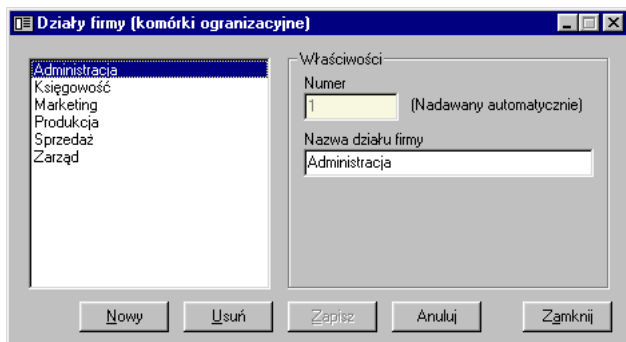 Działy firmy (komórki ogranizacyjne)
Administracja
Księgowość
Marketing
Produkcja
Sprzedaż
Zarząd
Właściwości
Numer
1 (Nadawany automatycznie)
Nazwa działu firmy
Administracja
Nowy Usuń Zapisz Anuluj Zamknij